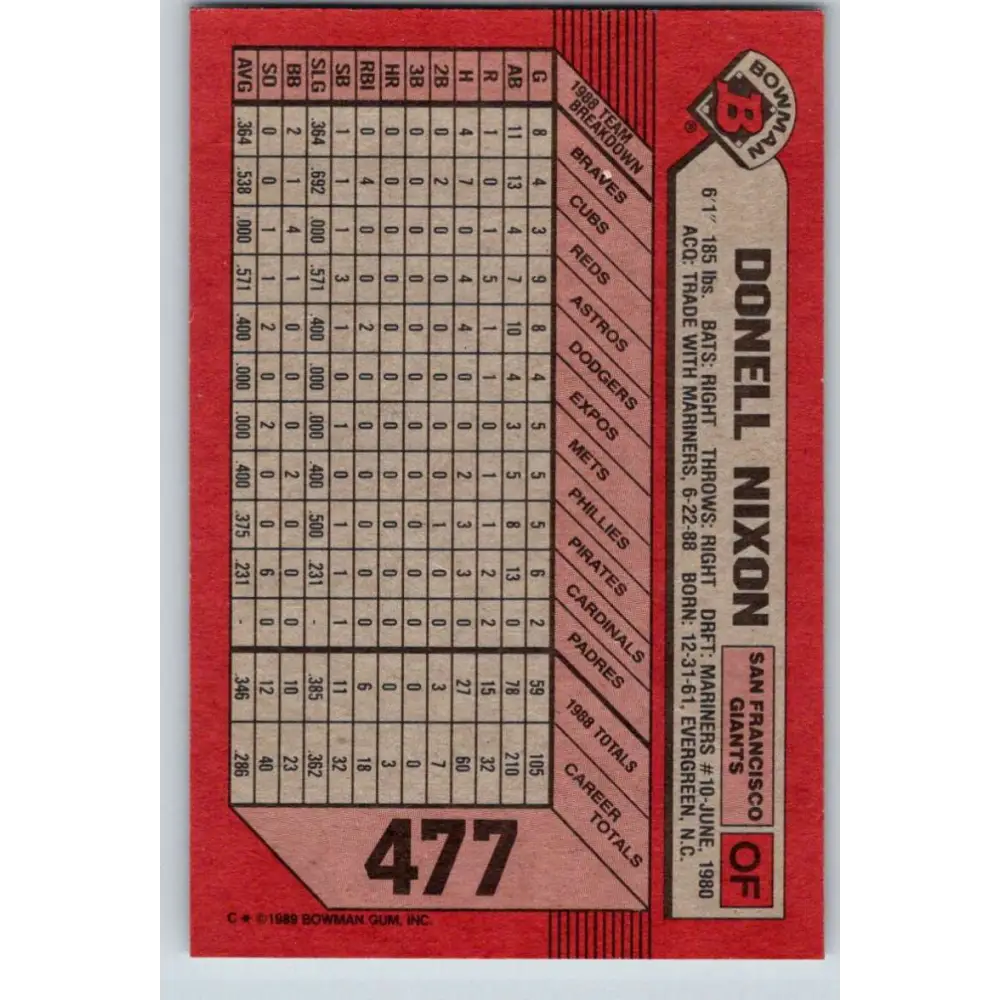 BOWMAN
B ®
DONELL NIXON
SAN FRANCISCO
GIANTS
OF
6'1" 185 lbs. BATS: RIGHT THROWS: RIGHT DRFT: MARINERS #10-JUNE, 1980
ACQ: TRADE WITH MARINERS, 6-22-88 BORN: 12-31-61, EVERGREEN, N.C.
1988 TEAM BREAKDOWN BRAVES CUBS REDS ASTROS DODGERS EXPOS METS PHILLIES PIRATES CARDINALS PADRES 1988 TOTALS CAREER TOTALS
G 8 4 3 9 8 4 5 5 5 6 2 59 105
AB 11 13 4 7 10 4 3 5 8 13 0 78 210
R 1 0 1 5 1 1 1 0 1 2 2 15 32
H 4 7 0 4 4 0 0 2 3 3 0 27 60
2B 0 2 0 0 0 0 0 0 1 0 0 3 7
3B 0 0 0 0 0 0 0 0 0 0 0 0 0
HR 0 0 0 0 0 0 0 0 0 0 0 0 3
RBI 0 4 0 0 2 0 0 0 0 0 0 6 18
SB 1 1 0 3 1 0 1 0 1 1 1 11 32
SLG .364 .692 .000 .571 .400 .000 .000 .400 .500 .231 - .385 .362
BB 2 1 4 1 0 0 0 2 0 0 0 10 23
SO 0 0 1 1 2 0 2 0 0 6 0 12 40
AVG .364 .538 .000 .571 .400 .000 .000 .400 .375 .231 - .346 .286
477
C★©1989 BOWMAN GUM, INC.